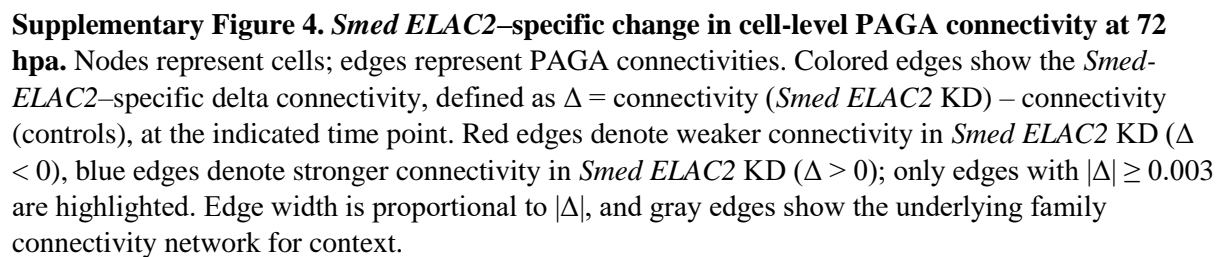 Supplementary Figure 4. Smed ELAC2–specific change in cell-level PAGA connectivity at 72
hpa. Nodes represent cells; edges represent PAGA connectivities. Colored edges show the Smed-
ELAC2–specific delta connectivity, defined as Δ = connectivity (Smed ELAC2 KD) – connectivity
(controls), at the indicated time point. Red edges denote weaker connectivity in Smed ELAC2 KD (Δ
< 0), blue edges denote stronger connectivity in Smed ELAC2 KD (Δ > 0); only edges with |Δ| ≥ 0.003
are highlighted. Edge width is proportional to |Δ|, and gray edges show the underlying family
connectivity network for context.